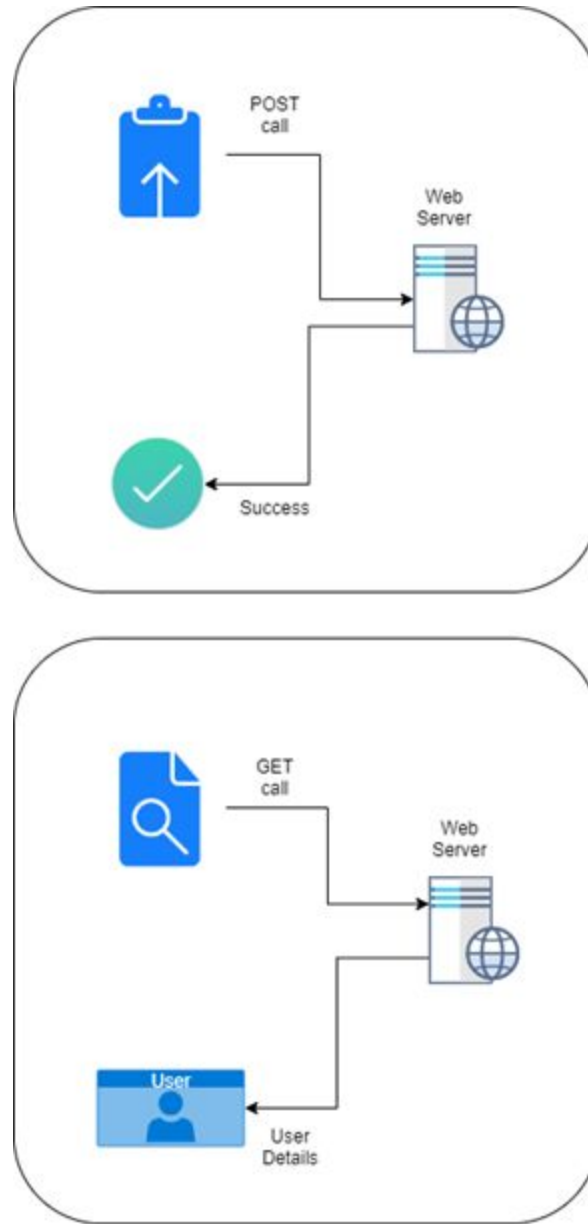 POST
call
Web
Server
Success
GET
call
Web
Server
User
User
Details